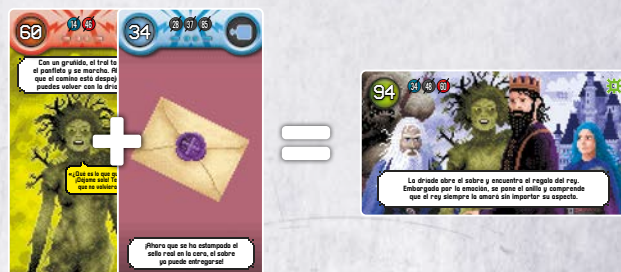 60
14 46
Con un gruñido, el trol to
el panfleto y se marcha. A
que el camino está despej
puedes volver con la dría
+
«¿Qué es lo que qu
¡Déjame sola! Te
que no volviera
34
28 37 85
¡Ahora que se ha estampado el
sello real en la cera, el sobre
ya puede entregarse!
=
94
34 48 60
La dríade abre el sobre y encuentra el regalo del rey.
Embargada por la emoción, se pone el anillo y comprende
que el rey siempre la amará sin importar su aspecto.